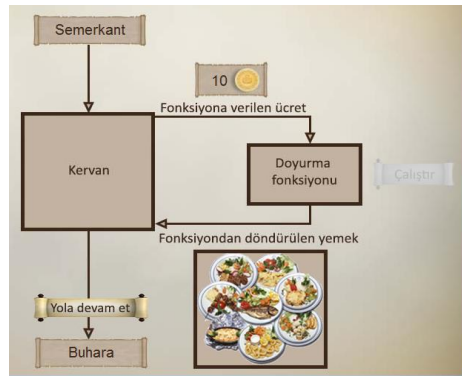 Semerkant
10
Fonksiyona verilen ücret
Kervan
Doyurma
fonksiyonu
Çalıştır
Fonksiyondan döndürülen yemek
Yola devam et
Buhara